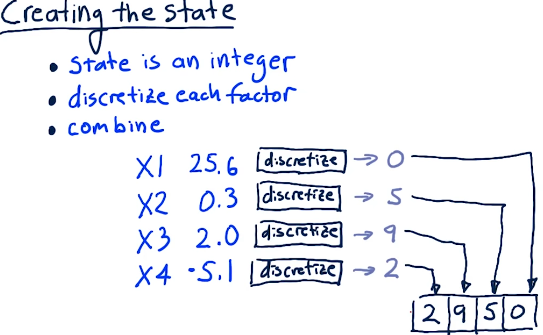 Creating the state
• state is an integer
• discretize each factor
• combine
X1 25.6 discretize → 0
X2 0.3 discretize → 5
X3 2.0 discretize → 9
X4 -5.1 discretize → 2
2 9 5 0